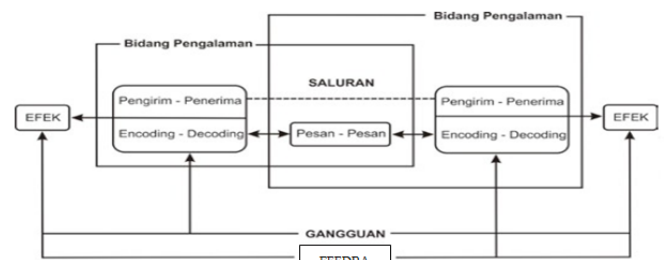 Bidang Pengalaman
Bidang Pengalaman
SALURAN
Pengirim - Penerima
Pengirim - Penerima
EFEK
EFEK
Encoding - Decoding
Pesan - Pesan
Encoding - Decoding
GANGGUAN